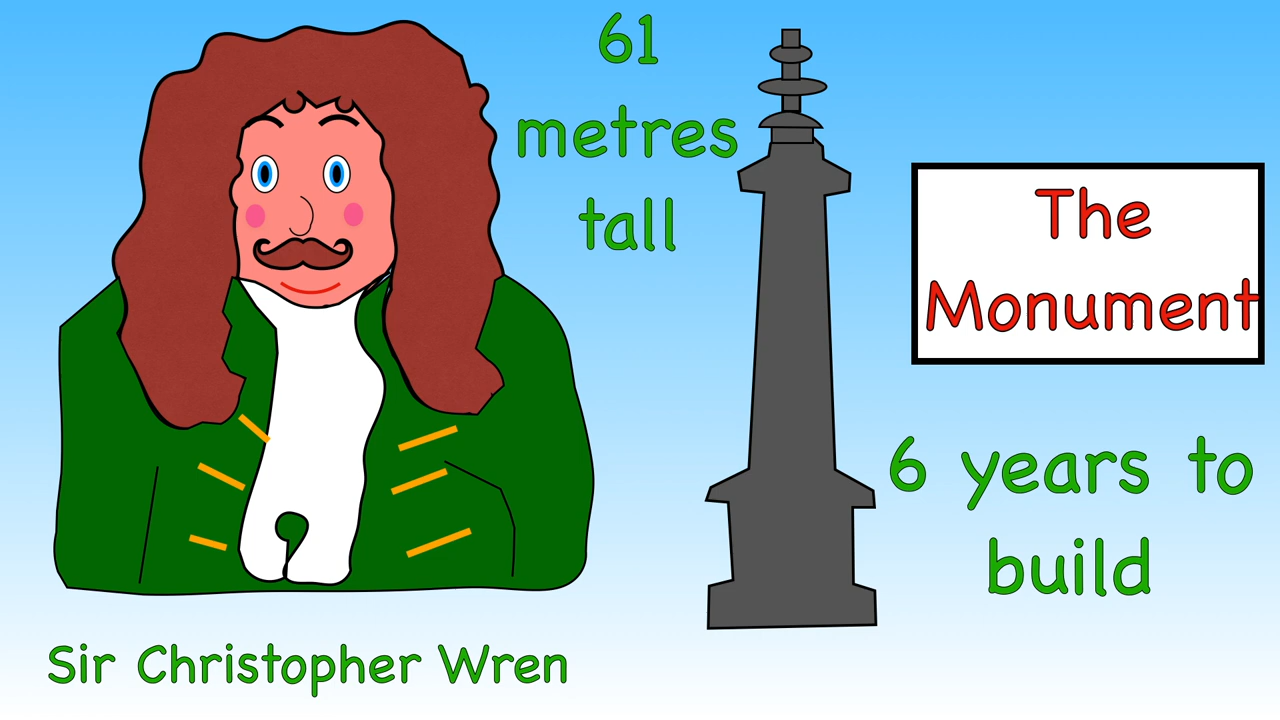 61
metres
tall
The
Monument
6 years to
build
Sir Christopher Wren